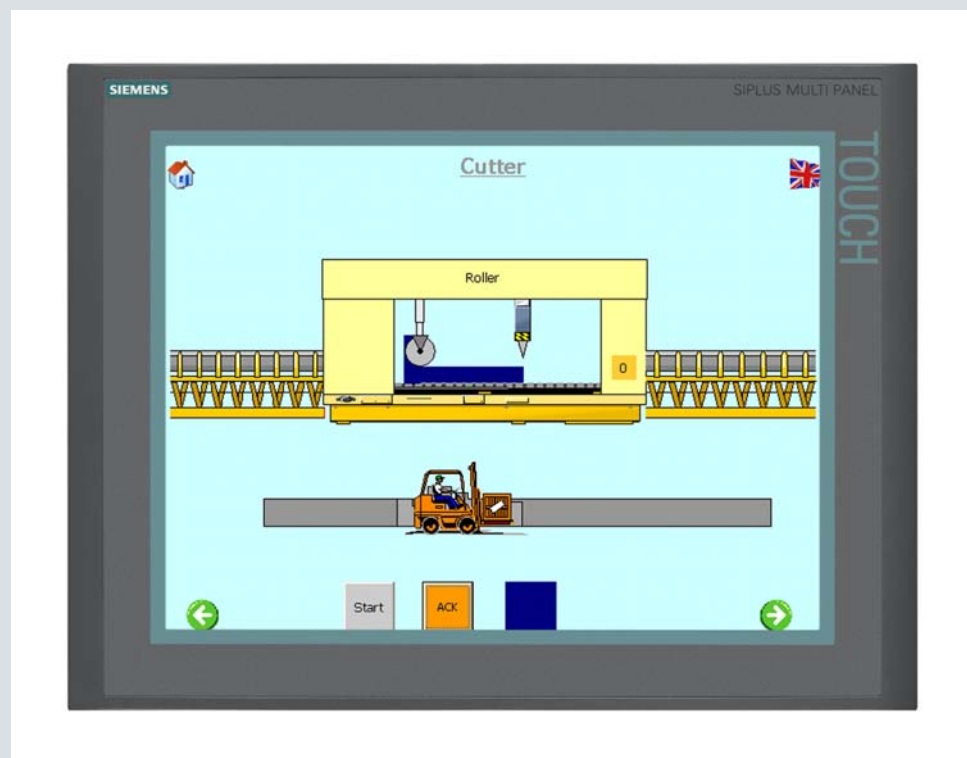 SIEMENS
SIPLUS MULTI PANEL
TOUCH
Cutter
Roller
0
Start
ACK